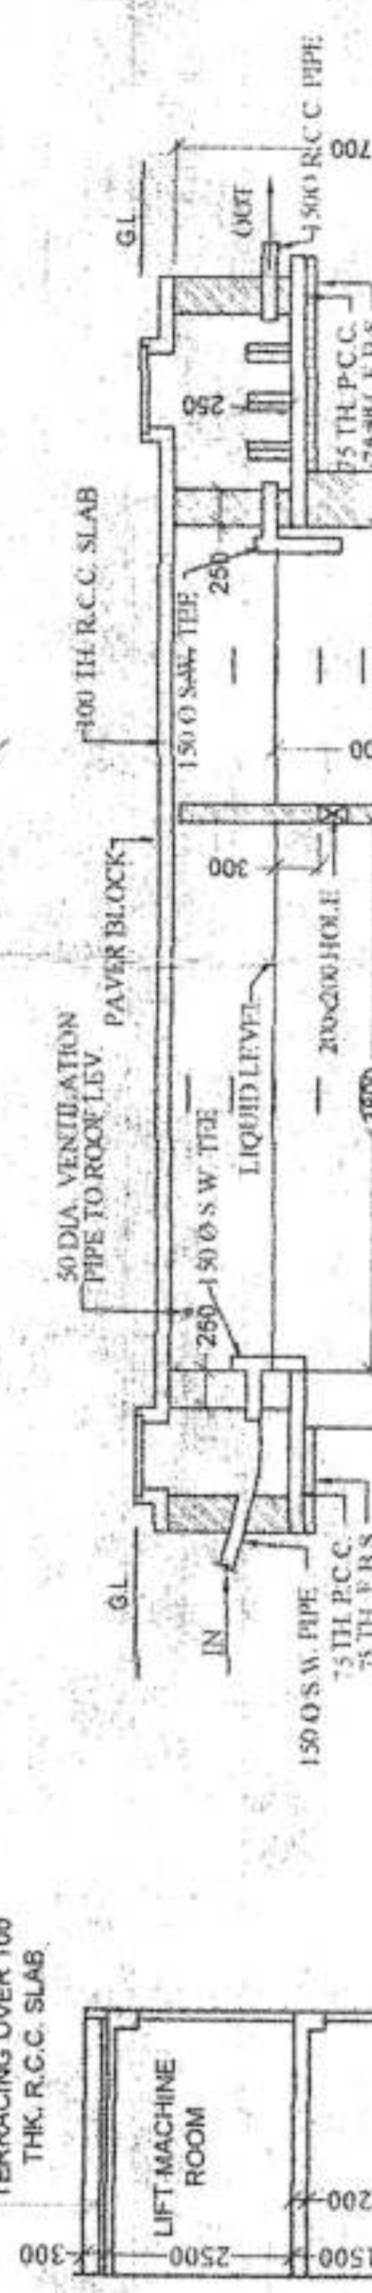 G.L
OUT
R.C.C. PIPE
250
75 TH. P.C.C.
100 TH. R.C.C. SLAB
150 Ø S.W. TEE
250
PAVER BLOCK
300
200x200 HOLE
LIQUID LEVEL
50 DIA. VENTILATION
PIPE TO ROOF LEV.
150 Ø S.W. TEE
250
G.L
IN
150 Ø S.W. PIPE
75 TH. P.C.C.
75 TH. F.B.S
TERRACING OVER 100
THK. R.C.C. SLAB
LIFT MACHINE
ROOM
300
2500
200
1500